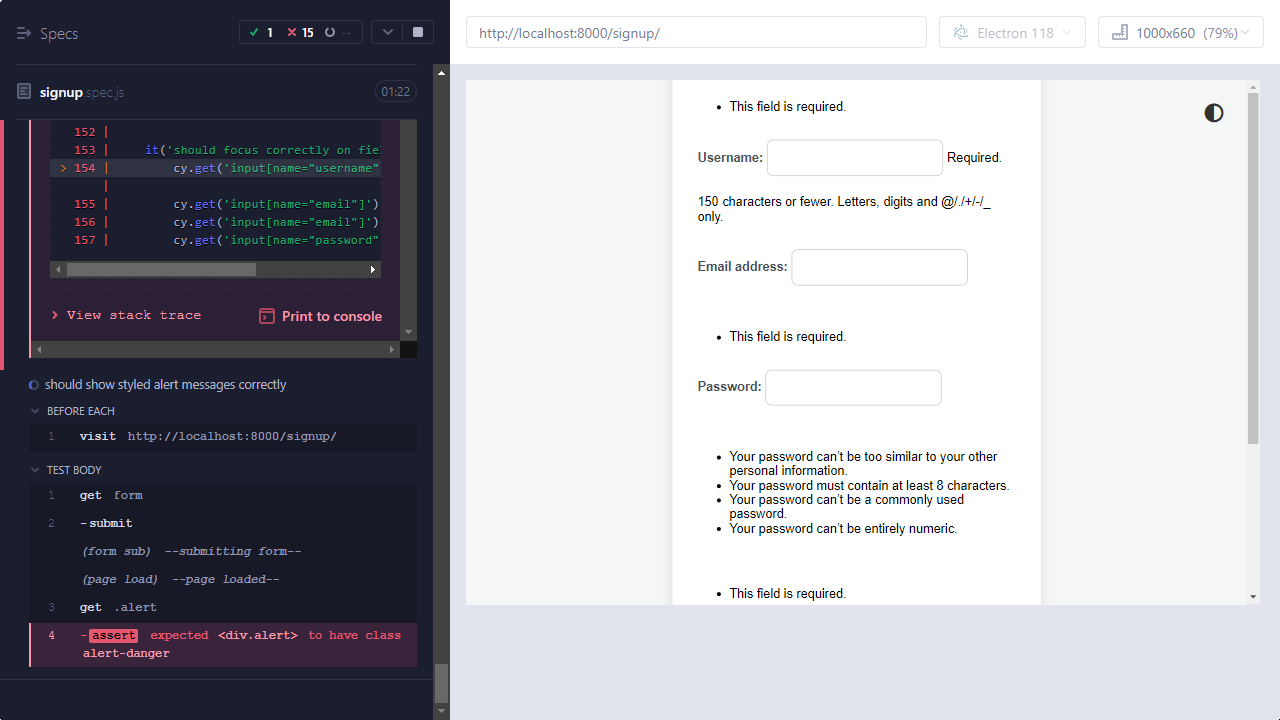 Specs
1 15 --
http://localhost:8000/signup/
Electron 118
1000x660 (79%)
signup.spec.js
01:22
152 |
153 | it('should focus correctly on fie
> 154 | cy.get('input[name="username"
|
155 | cy.get('input[name="email"]')
156 | cy.get('input[name="email"]')
157 | cy.get('input[name="password"
> View stack trace
Print to console
should show styled alert messages correctly
BEFORE EACH
1 visit http://localhost:8000/signup/
TEST BODY
1 get form
2 -submit
(form sub) --submitting form--
(page load) --page loaded--
3 get .alert
4 -assert expected <div.alert> to have class
alert-danger
• This field is required.
Username: Required.
150 characters or fewer. Letters, digits and @/./+/-/_
only.
Email address:
• This field is required.
Password:
• Your password can't be too similar to your other
personal information.
• Your password must contain at least 8 characters.
• Your password can't be a commonly used
password.
• Your password can't be entirely numeric.
• This field is required.